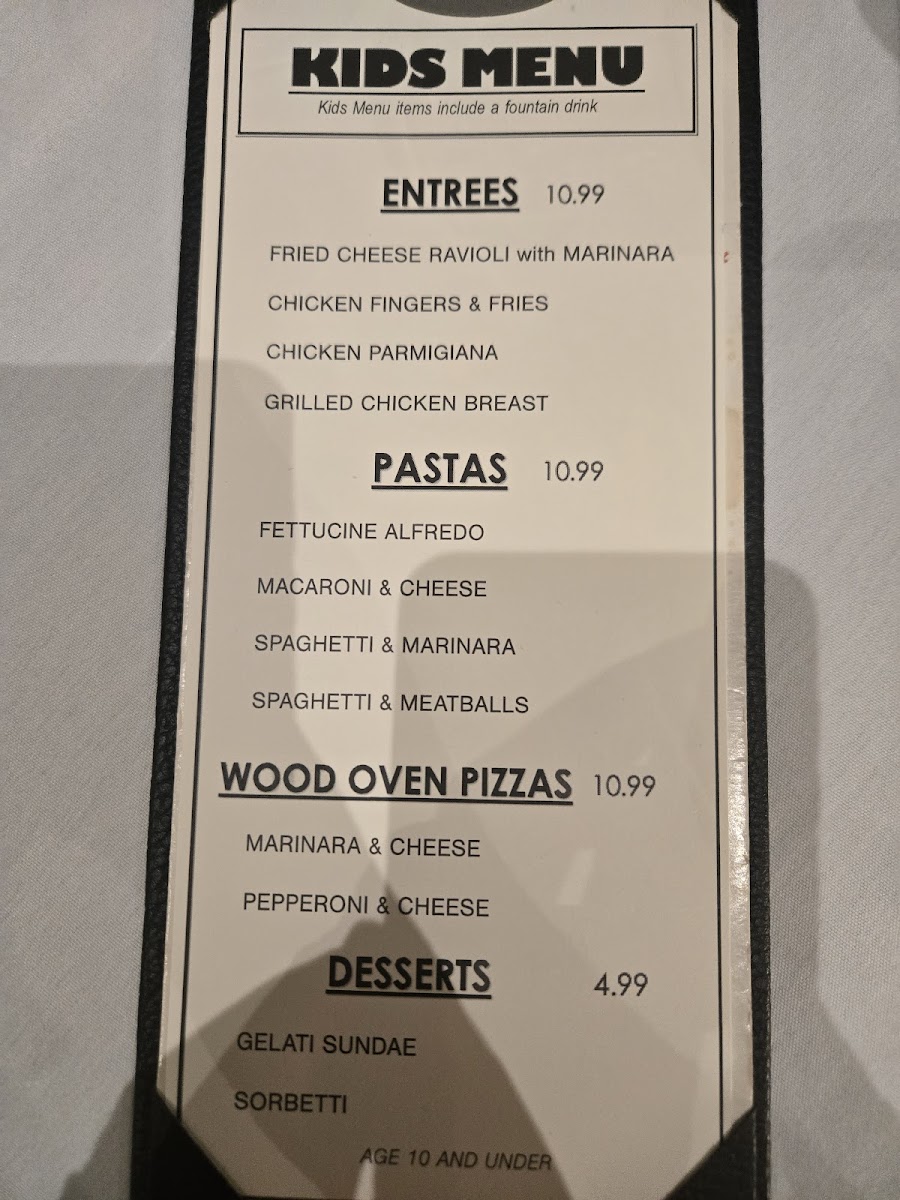 KIDS MENU
Kids Menu items include a fountain drink
ENTREES 10.99
FRIED CHEESE RAVIOLI with MARINARA
CHICKEN FINGERS & FRIES
CHICKEN PARMIGIANA
GRILLED CHICKEN BREAST
PASTAS 10.99
FETTUCINE ALFREDO
MACARONI & CHEESE
SPAGHETTI & MARINARA
SPAGHETTI & MEATBALLS
WOOD OVEN PIZZAS 10.99
MARINARA & CHEESE
PEPPERONI & CHEESE
DESSERTS 4.99
GELATI SUNDAE
SORBETTI
AGE 10 AND UNDER